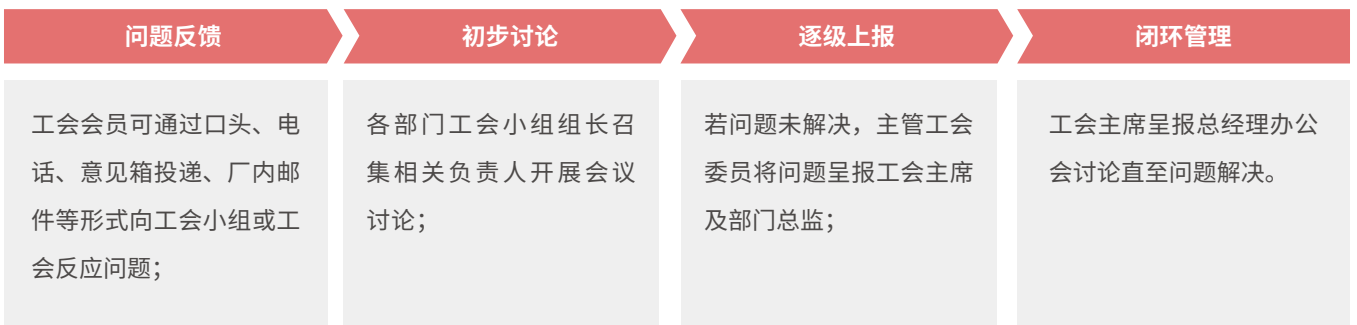 问题反馈
初步讨论
逐级上报
闭环管理
工会会员可通过口头、电
话、意见箱投递、厂内邮
件等形式向工会小组或工
会反应问题；
各部门工会小组组长召
集相关负责人开展会议
讨论；
若问题未解决，主管工会
委员将问题呈报工会主席
及部门总监；
工会主席呈报总经理办公
会讨论直至问题解决。